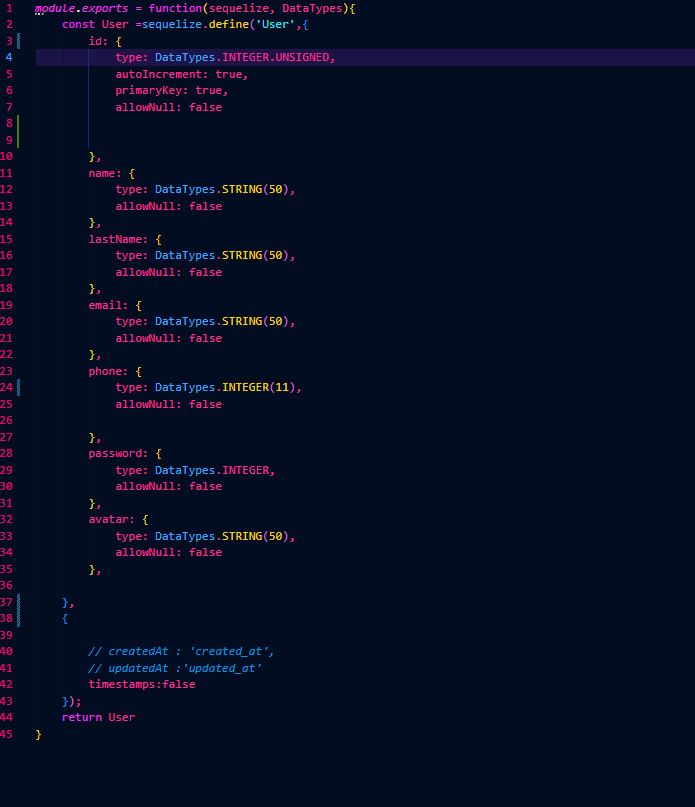 1 module.exports = function(sequelize, DataTypes){
2     const User =sequelize.define('User',{
3         id: {
4             type: DataTypes.INTEGER.UNSIGNED,
5             autoIncrement: true,
6             primaryKey: true,
7             allowNull: false
8
9
10         },
11         name: {
12             type: DataTypes.STRING(50),
13             allowNull: false
14         },
15         lastName: {
16             type: DataTypes.STRING(50),
17             allowNull: false
18         },
19         email: {
20             type: DataTypes.STRING(50),
21             allowNull: false
22         },
23         phone: {
24             type: DataTypes.INTEGER(11),
25             allowNull: false
26
27         },
28         password: {
29             type: DataTypes.INTEGER,
30             allowNull: false
31         },
32         avatar: {
33             type: DataTypes.STRING(50),
34             allowNull: false
35         },
36
37     },
38     {
39
40         // createdAt : 'created_at',
41         // updatedAt :'updated_at'
42         timestamps:false
43     });
44     return User
45 }